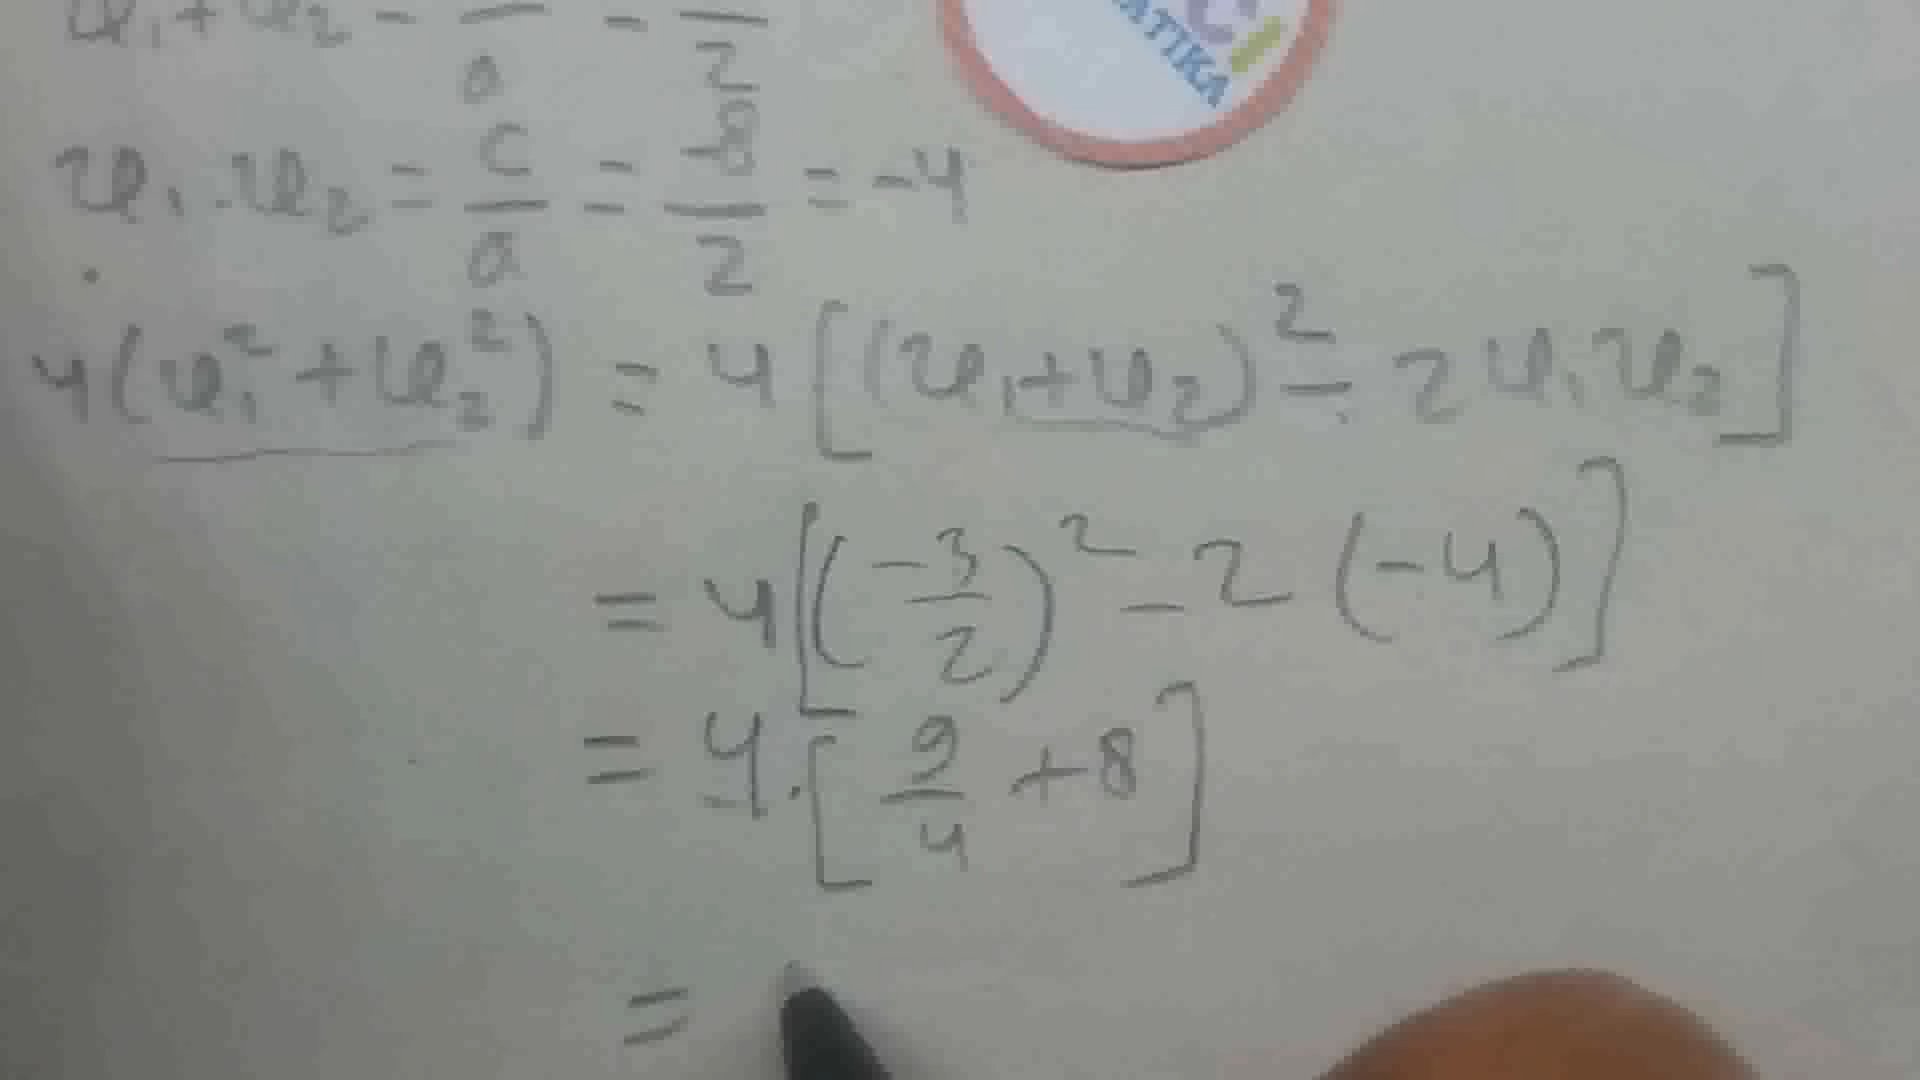 x₁ + x₂ = —/a = —/2
ATIKA
x₁ . x₂ = c/a = -8/2 = -4
4(x₁² + x₂²) = 4[(x₁+x₂)² - 2x₁x₂]
= 4[(-3/2)² - 2(-4)]
= 4.[9/4 + 8]
=